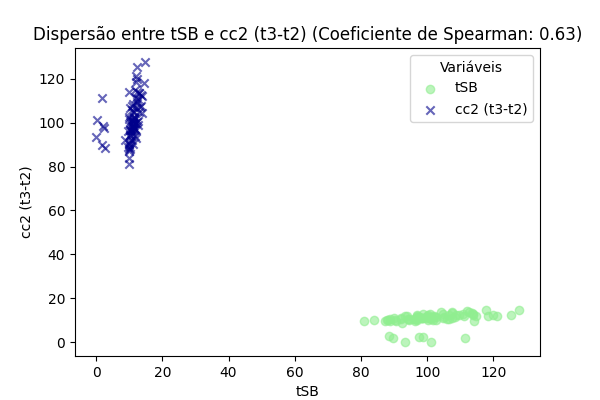 Dispersão entre tSB e cc2 (t3-t2) (Coeficiente de Spearman: 0.63)
Variáveis
tSB
cc2 (t3-t2)
cc2 (t3-t2)
120
100
80
60
40
20
0
0 20 40 60 80 100 120
tSB